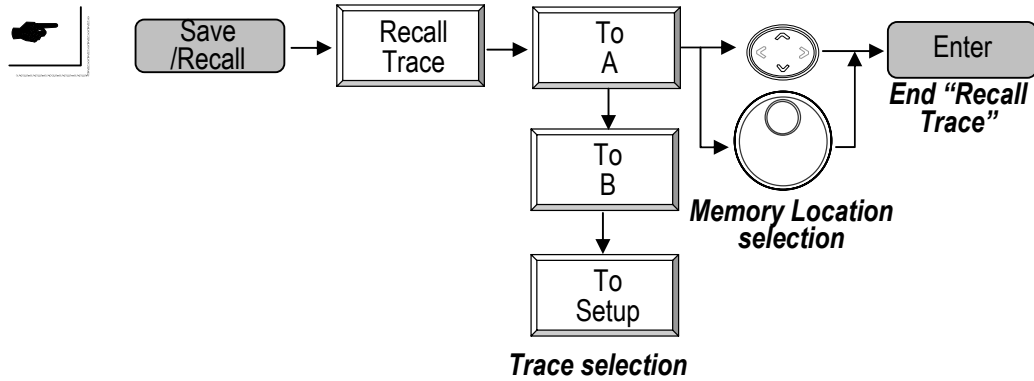 Save
/Recall
Recall
Trace
To
A
Enter
End “Recall
Trace”
To
B
Memory Location
selection
To
Setup
Trace selection